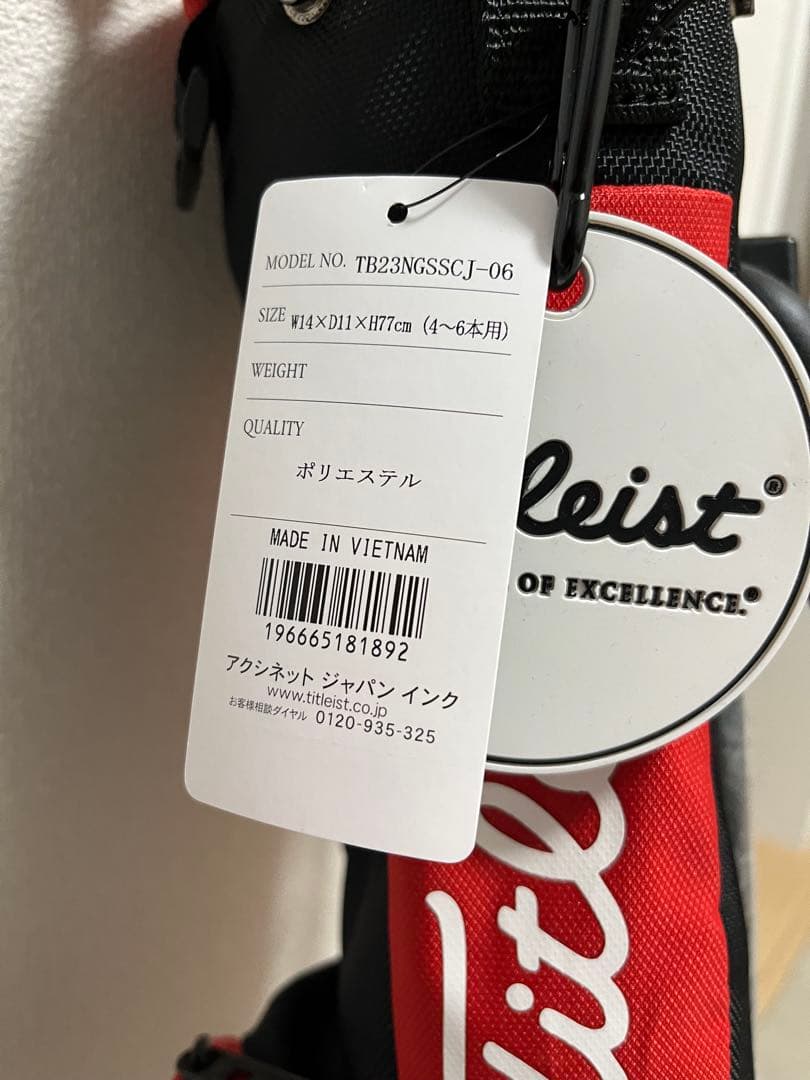 MODEL NO. TB23NGSSCJ-06
SIZE W14×D11×H77cm (4～6本用)
WEIGHT
QUALITY
ポリエステル
MADE IN VIETNAM
196665181892
アクシネット ジャパン インク
www.titleist.co.jp
お客様相談ダイヤル 0120-935-325
leist®
OF EXCELLENCE.®
Titl